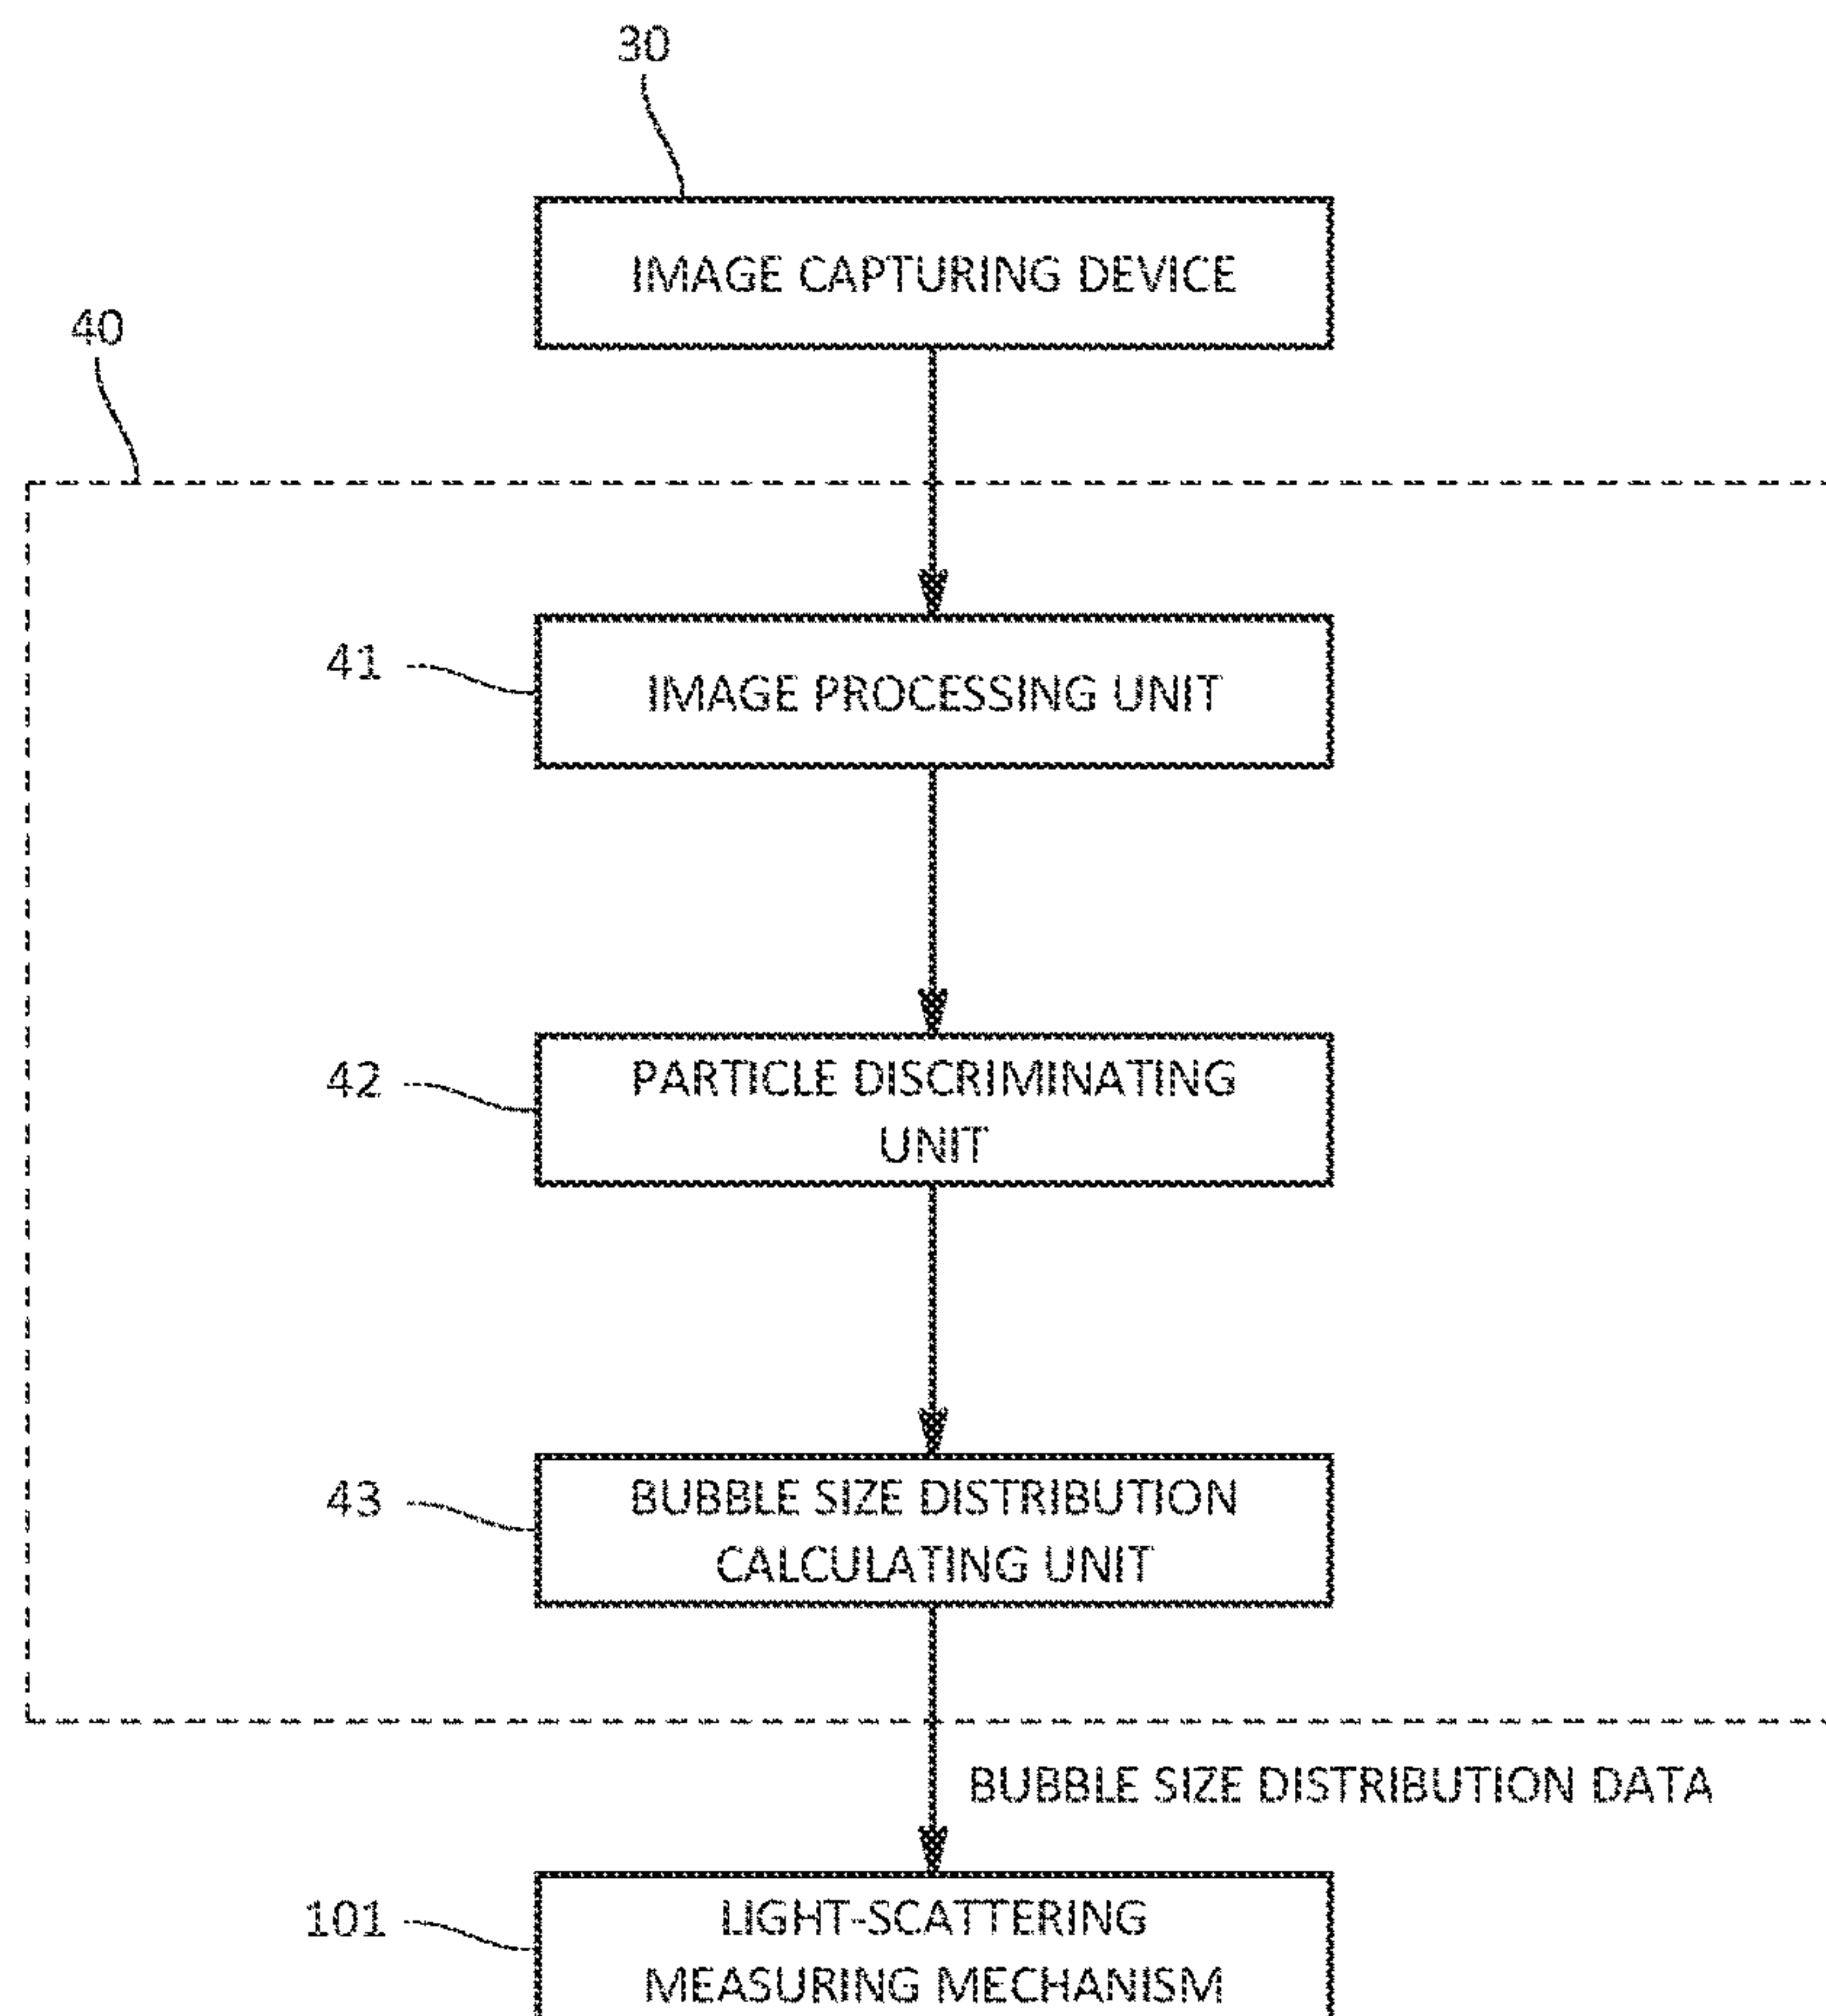 30
IMAGE CAPTURING DEVICE
40
41
IMAGE PROCESSING UNIT
42
PARTICLE DISCRIMINATING
UNIT
43
BUBBLE SIZE DISTRIBUTION
CALCULATING UNIT
BUBBLE SIZE DISTRIBUTION DATA
101
LIGHT-SCATTERING
MEASURING MECHANISM